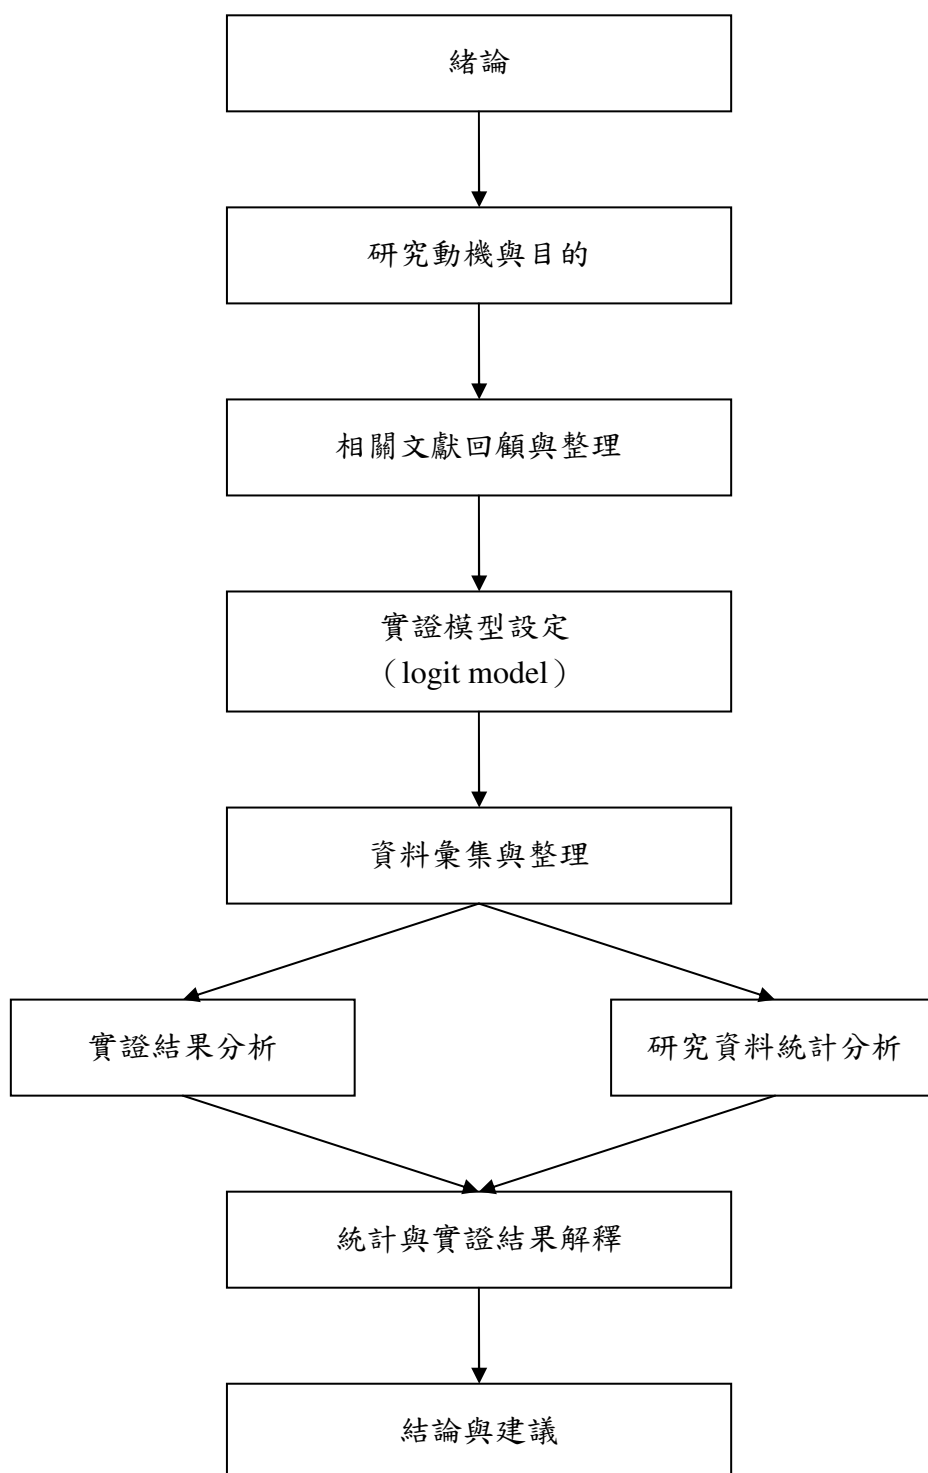 緒論
研究動機與目的
相關文獻回顧與整理
實證模型設定
（logit model）
資料彙集與整理
實證結果分析
研究資料統計分析
統計與實證結果解釋
結論與建議